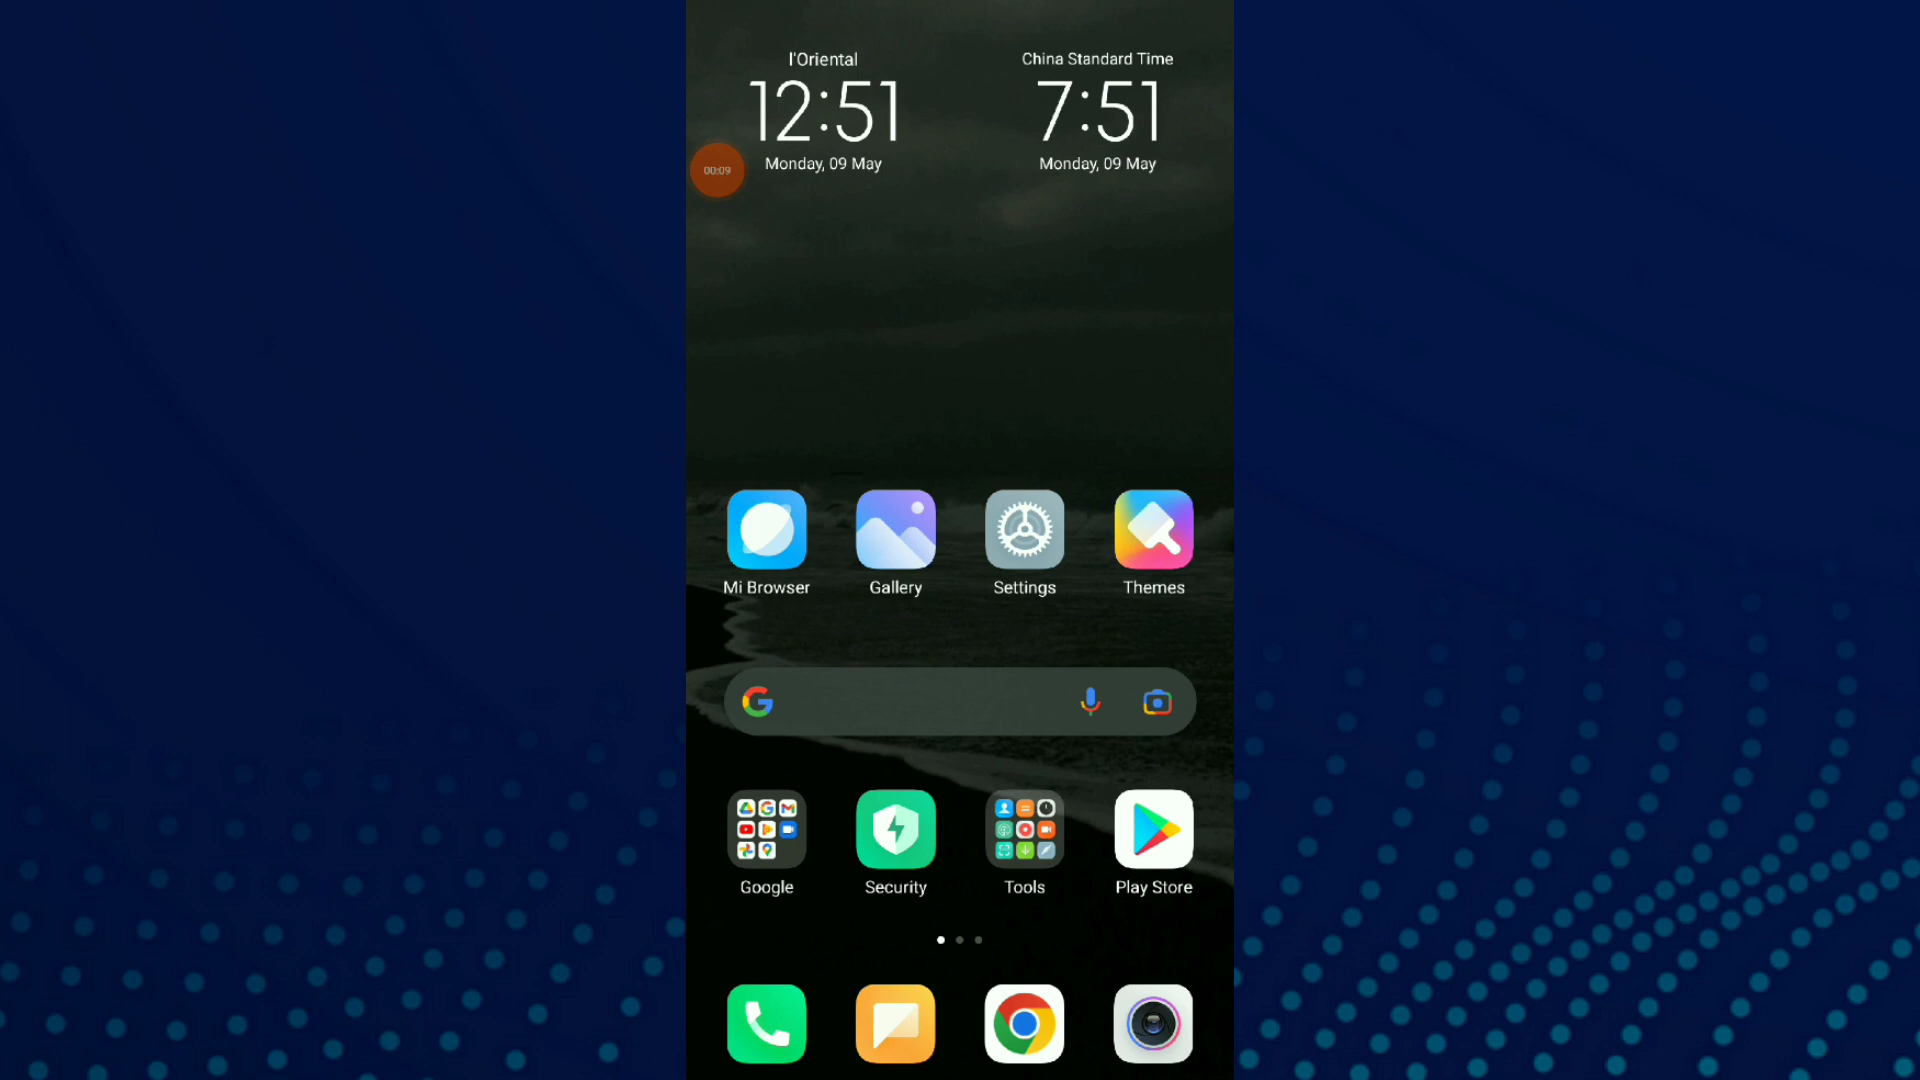 l'Oriental
12:51
Monday, 09 May
China Standard Time
7:51
Monday, 09 May
00:09
Mi Browser
Gallery
Settings
Themes
Google
Security
Tools
Play Store